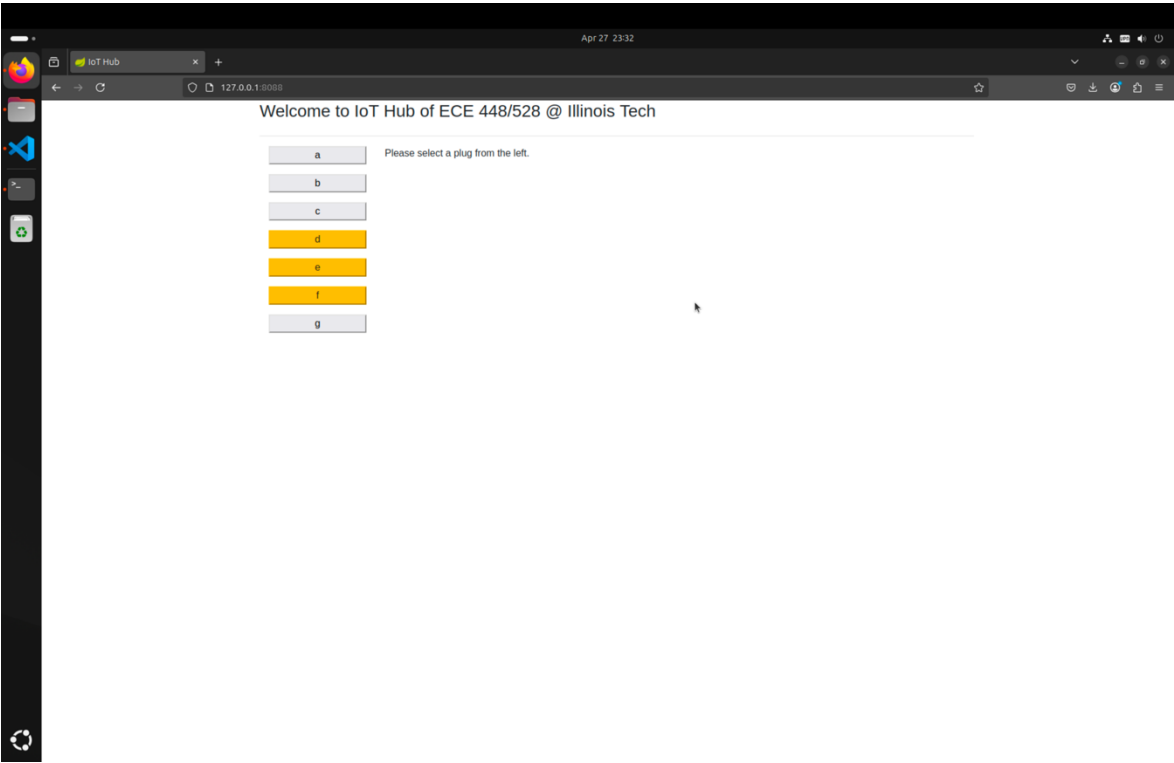 Apr 27 23:32
IoT Hub
127.0.0.1:8088
Welcome to IoT Hub of ECE 448/528 @ Illinois Tech
a
Please select a plug from the left.
b
c
d
e
f
g